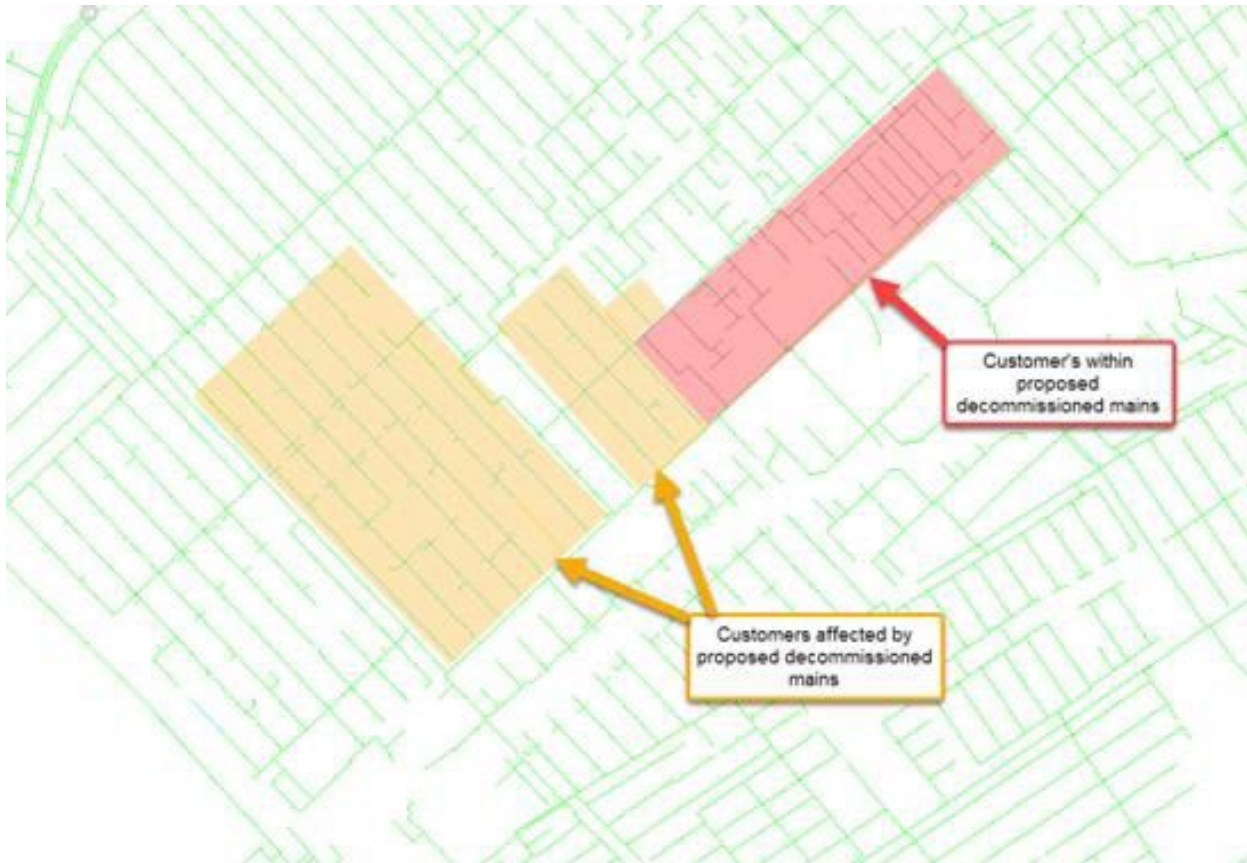 Customer's within
proposed
decommissioned mains
Customers affected by
proposed decommissioned
mains